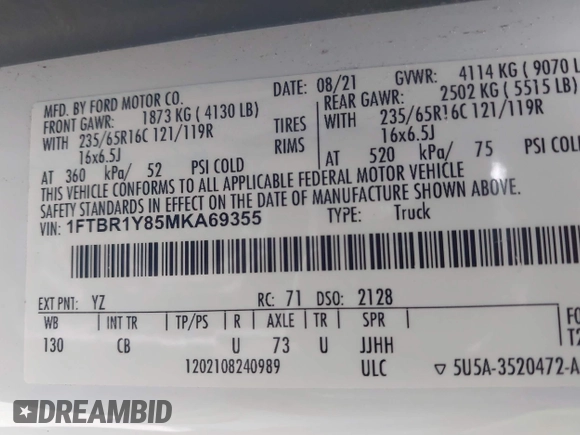 DATE: 08/21 GVWR: 4114 KG ( 9070 L
MFD. BY FORD MOTOR CO.
FRONT GAWR: 1873 KG ( 4130 LB) REAR GAWR: 2502 KG ( 5515 LB)
WITH 235/65R16C 121/119R TIRES WITH 235/65R16C 121/119R
16x6.5J RIMS 16x6.5J
AT 360 kPa/ 52 PSI COLD AT 520 kPa/ 75 PSI COL
THIS VEHICLE CONFORMS TO ALL APPLICABLE FEDERAL MOTOR VEHICLE
SAFETY STANDARDS IN EFFECT ON THE DATE OF MANUFACTURE SHOWN ABOVE.
VIN: 1FTBR1Y85MKA69355 TYPE: Truck
EXT PNT: YZ RC: 71 DSO: 2128
WB INT TR TP/PS R AXLE TR SPR
130 CB U 73 U JJHH
1202108240989 ULC ▽ 5U5A-3520472-A
DREAMBID